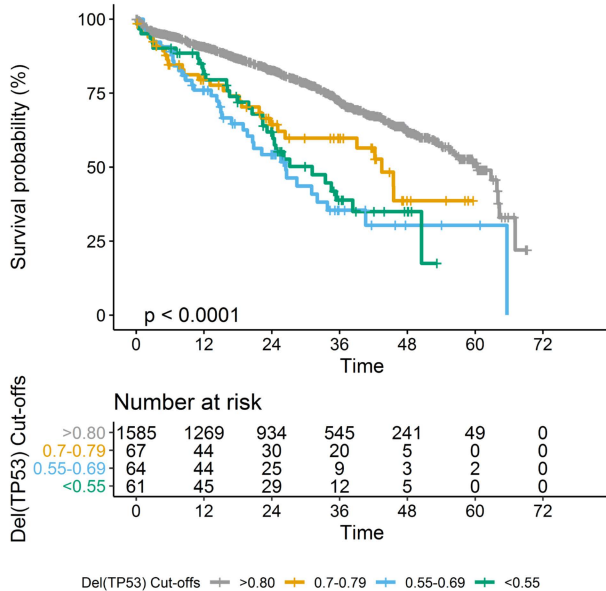 Survival probability (%)
100
75
50
25
0
p < 0.0001
0 12 24 36 48 60 72
Time
Number at risk
Del(TP53) Cut-offs
>0.80 1585 1269 934 545 241 49 0
0.7-0.79 67 44 30 20 5 0 0
0.55-0.69 64 44 25 9 3 2 0
<0.55 61 45 29 12 5 0 0
0 12 24 36 48 60 72
Time
Del(TP53) Cut-offs >0.80 0.7-0.79 0.55-0.69 <0.55